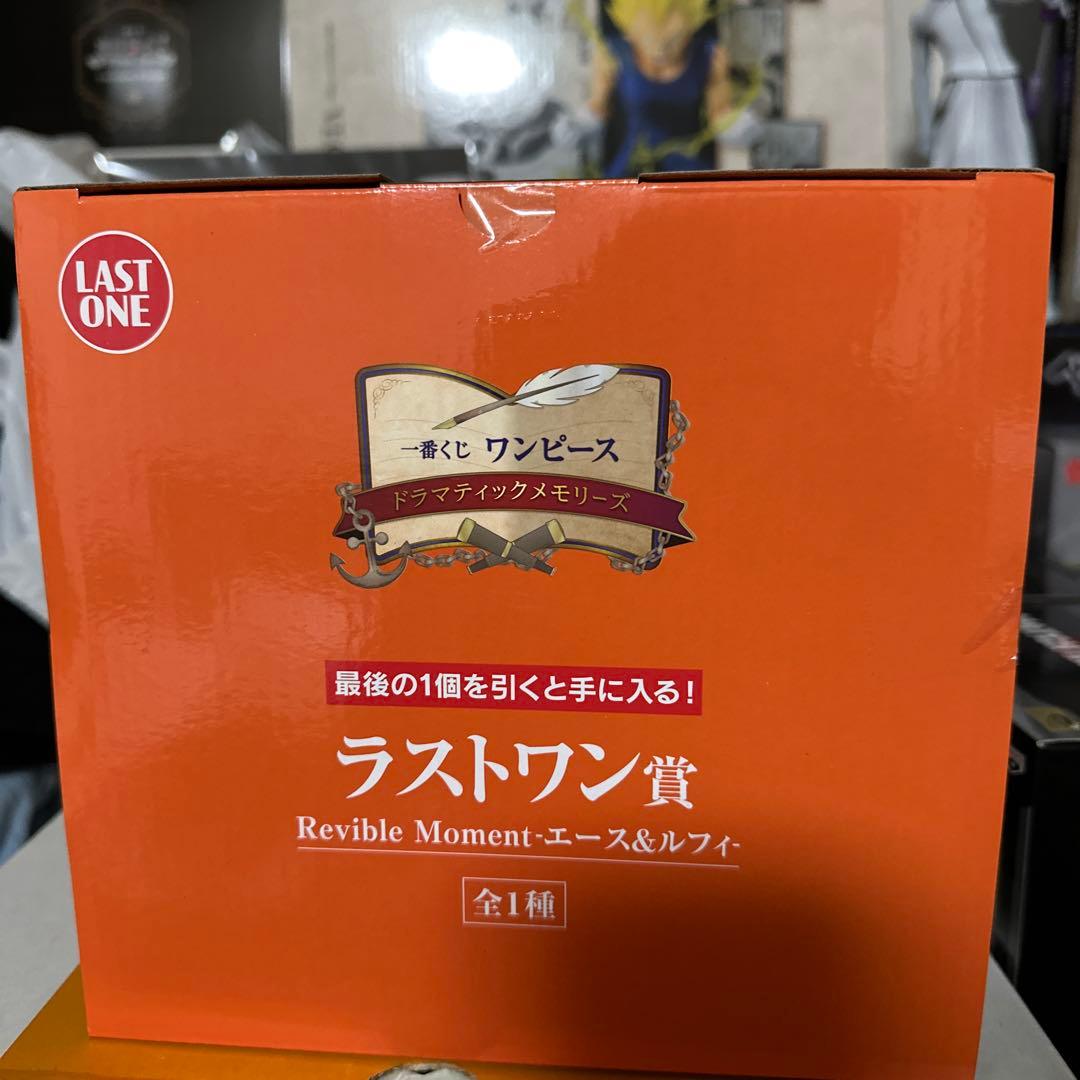 LAST
ONE
一番くじ ワンピース
ドラマティックメモリーズ
最後の1個を引くと手に入る!
ラストワン賞
Revible Moment-エース&ルフィ-
全1種